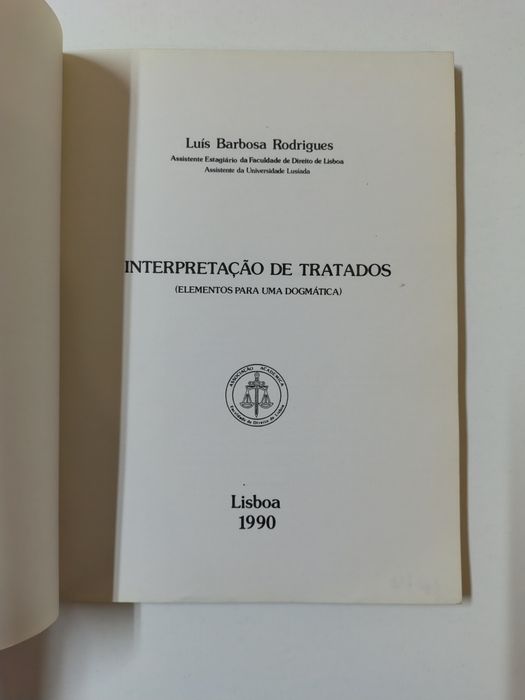 Luís Barbosa Rodrigues
Assistente Estagiário da Faculdade de Direito de Lisboa
Assistente da Universidade Lusíada
INTERPRETAÇÃO DE TRATADOS
(ELEMENTOS PARA UMA DOGMÁTICA)
ASSOCIAÇÃO ACADÉMICA
Faculdade de Direito de Lisboa
Lisboa
1990